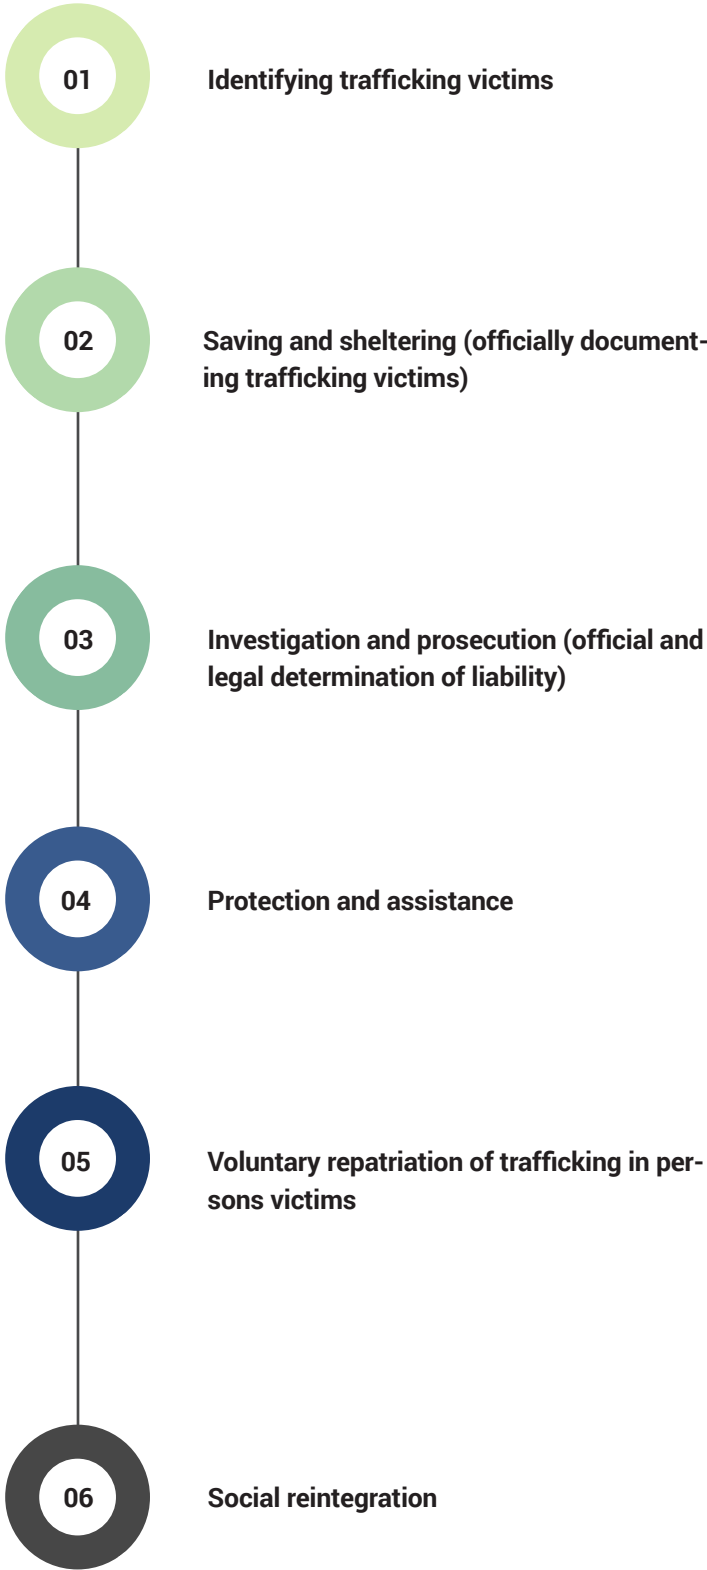 01
Identifying trafficking victims
02
Saving and sheltering (officially document-
ing trafficking victims)
03
Investigation and prosecution (official and
legal determination of liability)
04
Protection and assistance
05
Voluntary repatriation of trafficking in per-
sons victims
06
Social reintegration